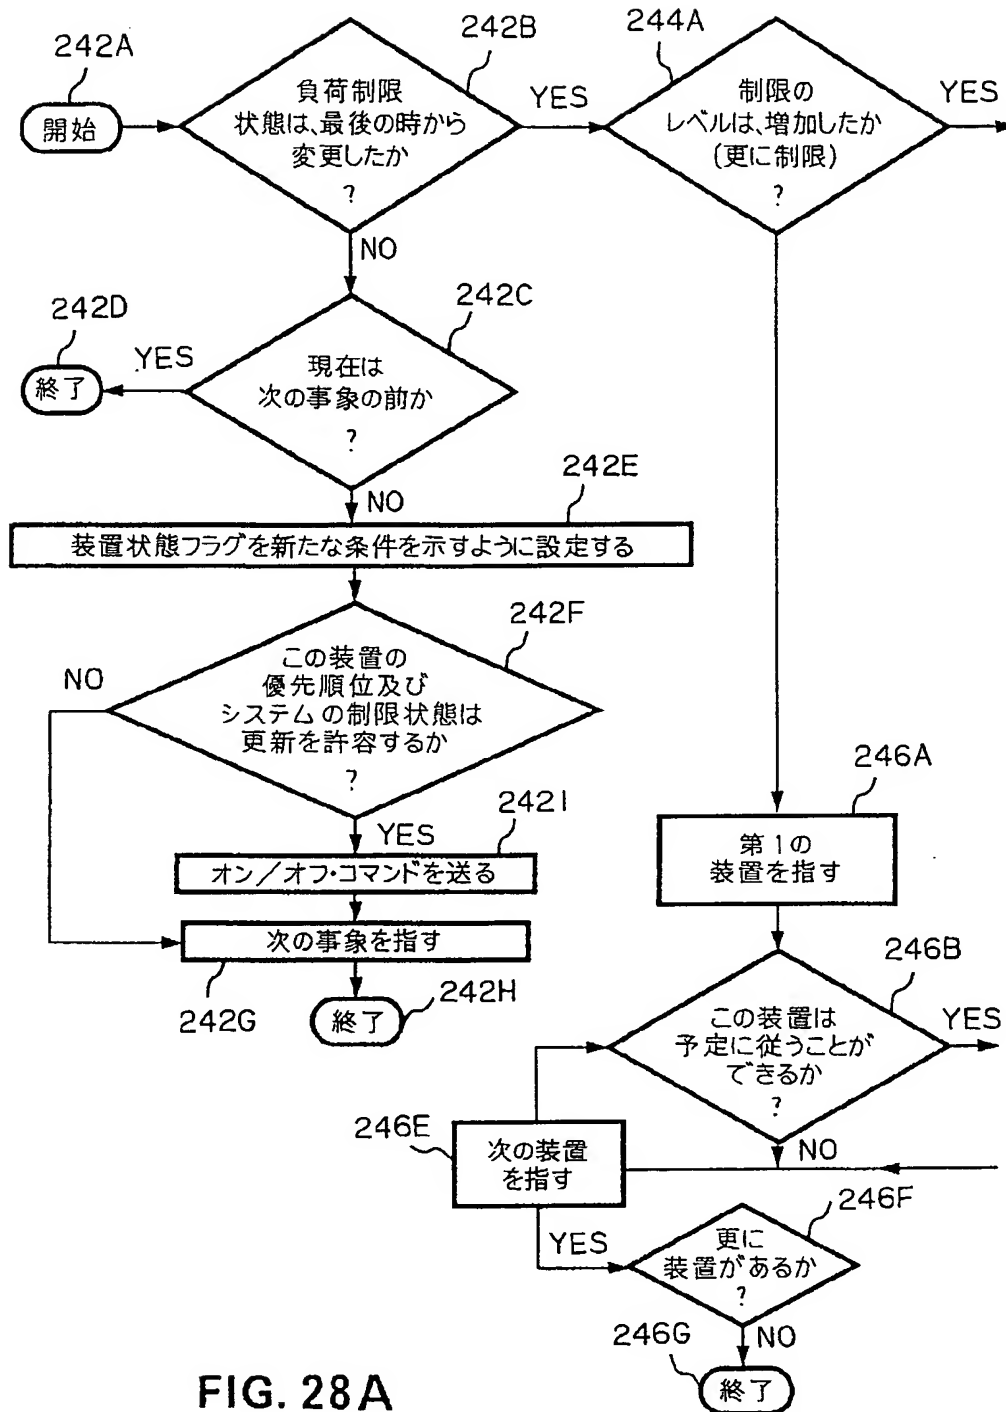 242A
開始
242B
負荷制限
状態は、最後の時から
変更したか
?
YES
244A
制限の
レベルは、増加したか
(更に制限)
?
YES
NO
242C
現在は
次の事象の前か
?
YES
242D
終了
NO
242E
装置状態フラグを新たな条件を示すように設定する
242F
この装置の
優先順位及び
システムの制限状態は
更新を許容するか
?
NO
YES
242I
オン/オフ・コマンドを送る
次の事象を指す
242G
終了
242H
246A
第1の
装置を指す
246B
この装置は
予定に従うことが
できるか
?
YES
NO
246E
次の装置
を指す
YES
246F
更に
装置があるか
?
NO
246G
終了
FIG. 28A